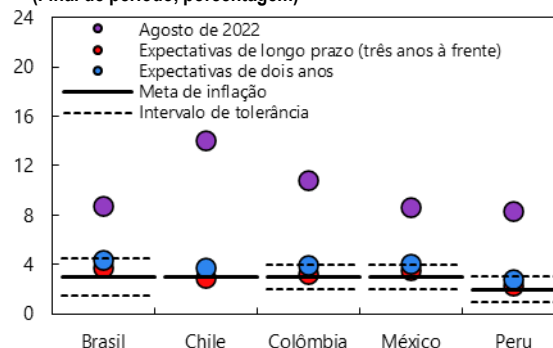 (Final de período; porcentagem)
24
20
16
12
8
4
0
Agosto de 2022
Expectativas de longo prazo (três anos à frente)
Expectativas de dois anos
Meta de inflação
Intervalo de tolerância
Brasil Chile Colômbia México Peru